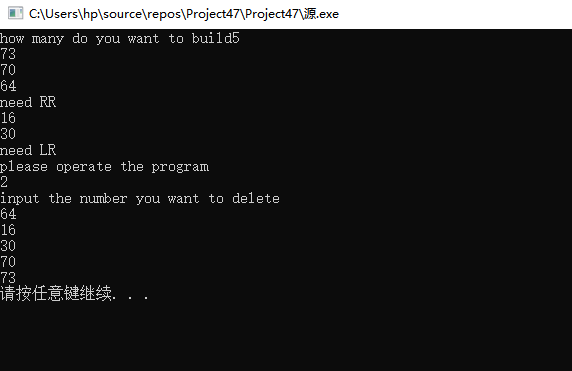 C:\Users\hp\source\repos\Project47\Project47\源.exe
how many do you want to build5
73
70
64
need RR
16
30
need LR
please operate the program
2
input the number you want to delete
64
16
30
70
73
请按任意键继续. . .